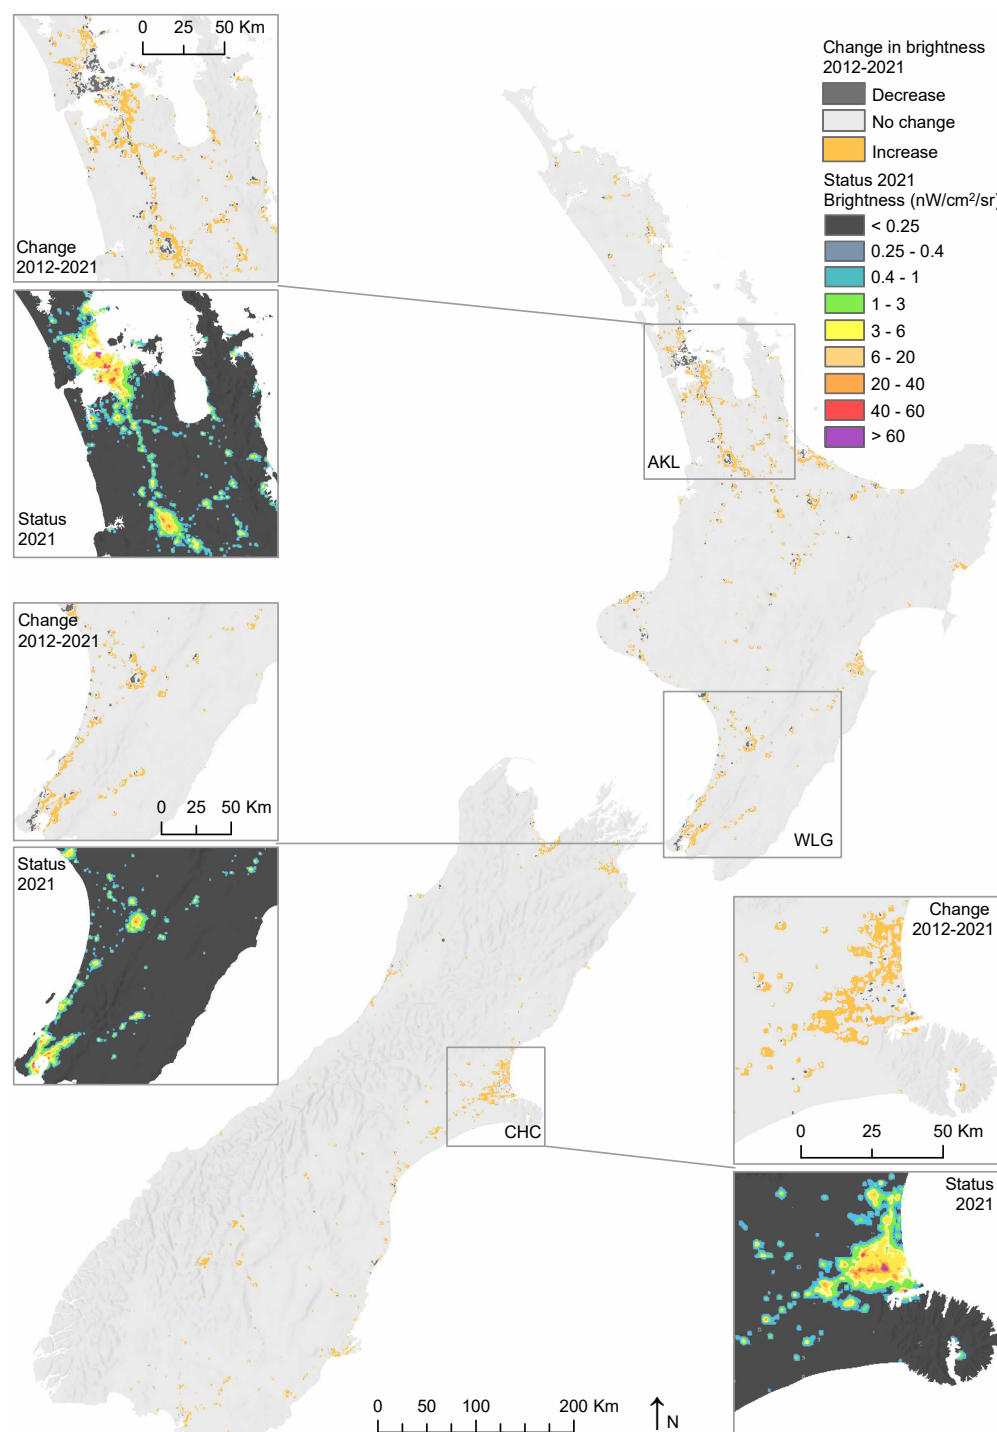 0 25 50 Km
Change
2012-2021
Status
2021
Change in brightness
2012-2021
Decrease
No change
Increase
Status 2021
Brightness (nW/cm²/sr)
< 0.25
0.25 - 0.4
0.4 - 1
1 - 3
3 - 6
6 - 20
20 - 40
40 - 60
> 60
AKL
Change
2012-2021
0 25 50 Km
Status
2021
WLG
CHC
Change
2012-2021
0 25 50 Km
Status
2021
0 50 100 200 Km
N